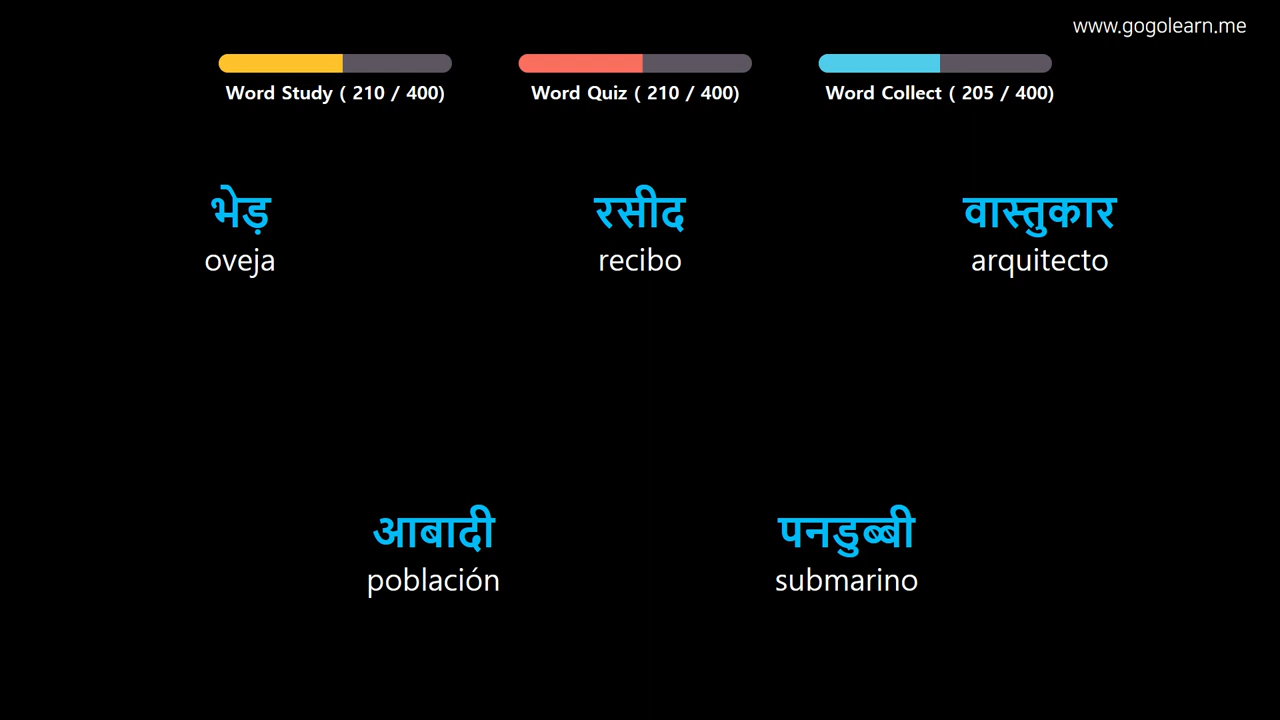 www.gogolearn.me
Word Study ( 210 / 400)
Word Quiz ( 210 / 400)
Word Collect ( 205 / 400)
भेड़
oveja
रसीद
recibo
वास्तुकार
arquitecto
आबादी
población
पनडुब्बी
submarino